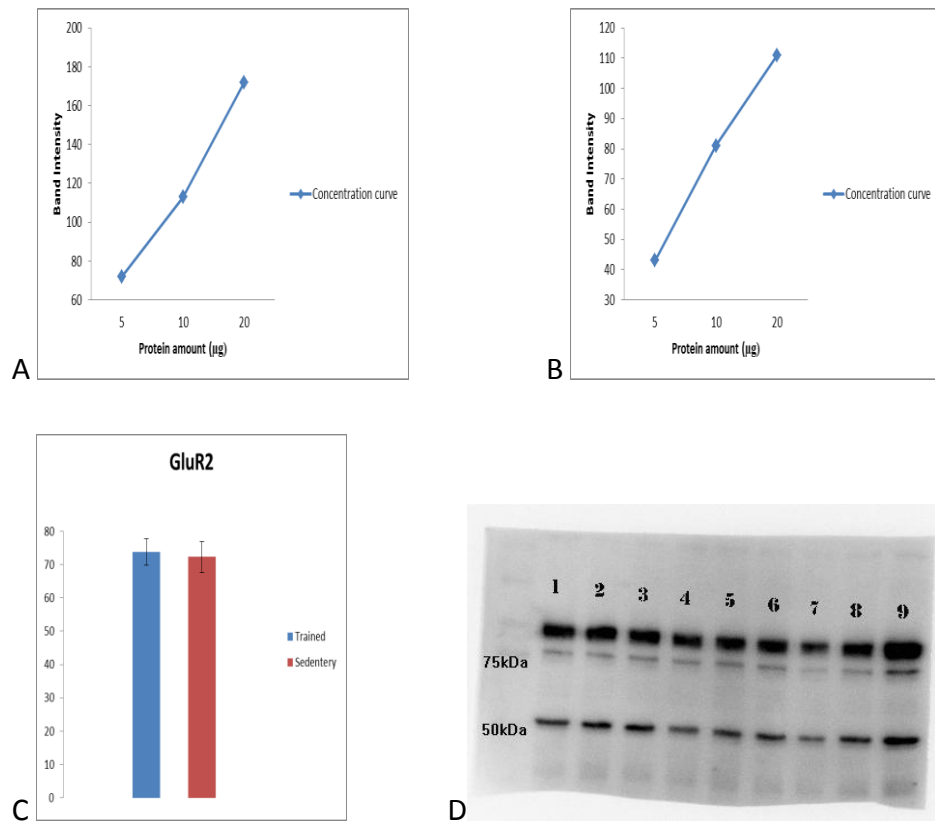 200
180
160
140
120
100
80
60
Band Intensity
5 10 20
Protein amount (µg)
Concentration curve
A
120
110
100
90
80
70
60
50
40
30
Band Intensity
5 10 20
Protein amount (µg)
Concentration curve
B
GluR2
80
70
60
50
40
30
20
10
0
Trained
Sedentery
C
1 2 3 4 5 6 7 8 9
75kDa
50kDa
D